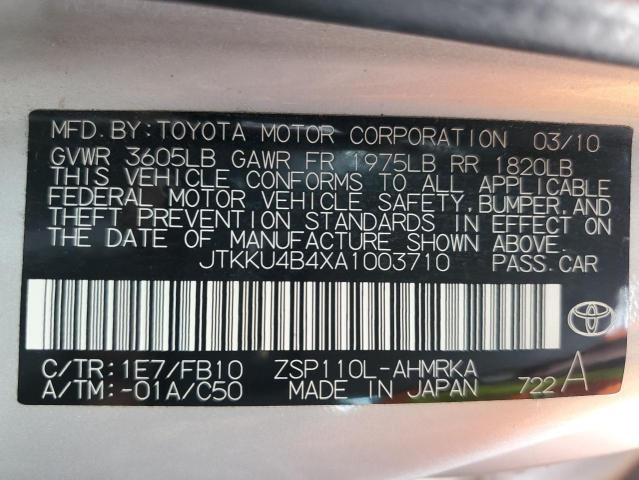 MFD. BY: TOYOTA MOTOR CORPORATION 03/10
GVWR 3605LB GAWR FR 1975LB RR 1820LB
THIS VEHICLE CONFORMS TO ALL APPLICABLE
FEDERAL MOTOR VEHICLE SAFETY, BUMPER, AND
THEFT PREVENTION STANDARDS IN EFFECT ON
THE DATE OF MANUFACTURE SHOWN ABOVE.
JTKKU4B4XA1003710 PASS. CAR
C/TR: 1E7/FB10 ZSP110L-AHMRKA
A/TM: -01A/C50 MADE IN JAPAN 722 A